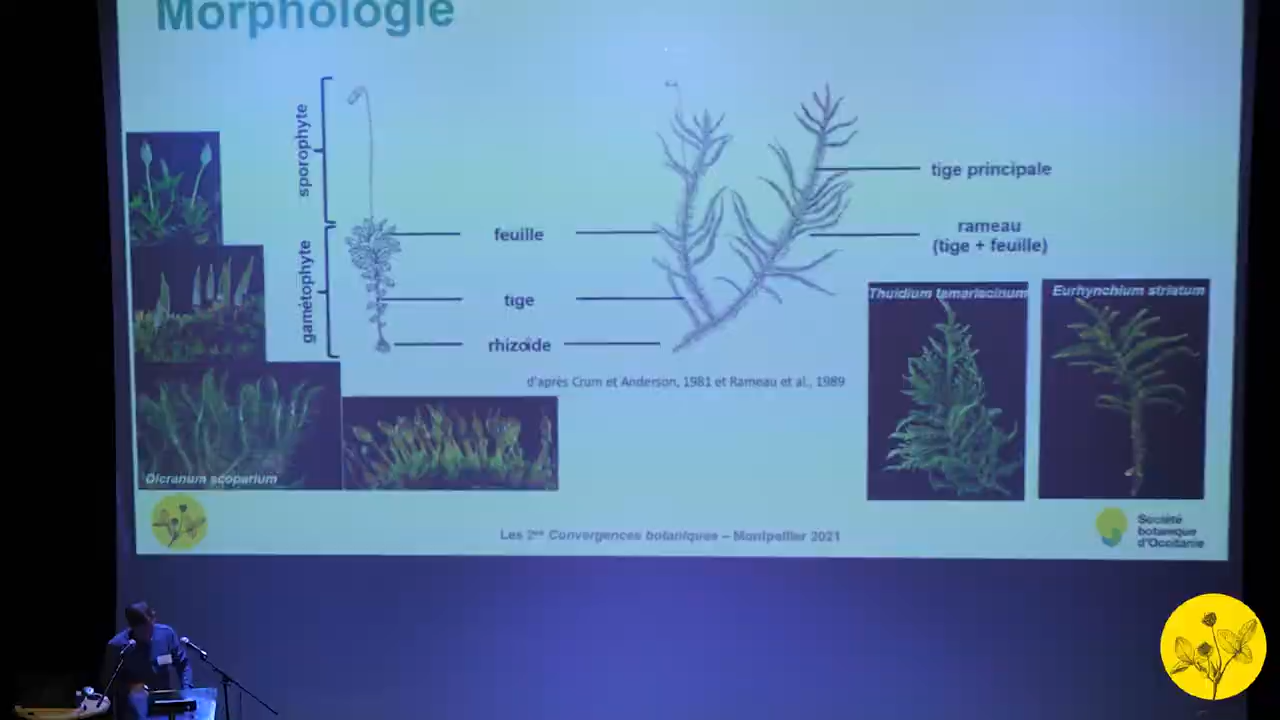 Morphologie
sporophyte
gamétophyte
feuille
tige
rhizoïde
tige principale
rameau
(tige + feuille)
d'après Crum et Anderson, 1981 et Rameau et al., 1989
Thuidium tamariscinum
Eurhynchium striatum
Dicranum scoparium
Les 2èmes Convergences botaniques – Montpellier 2021
Société
botanique
d'Occitanie